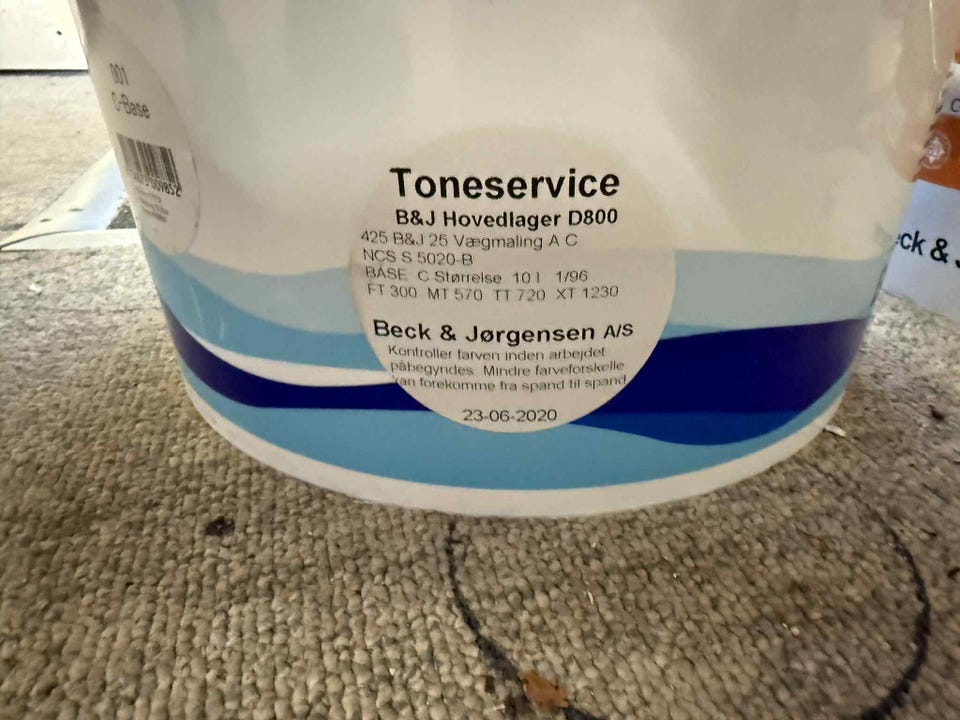 001
C-Base
Toneservice
B&J Hovedlager D800
425 B&J 25 Vægmaling A C
NCS S 5020-B
BASE C Størrelse 10 l 1/96
FT 300 MT 570 TT 720 XT 1230
Beck & Jørgensen A/S
Kontroller farven inden arbejdet
påbegyndes Mindre farveforskelle
kan forekomme fra spand til spand
23-06-2020
eck & J